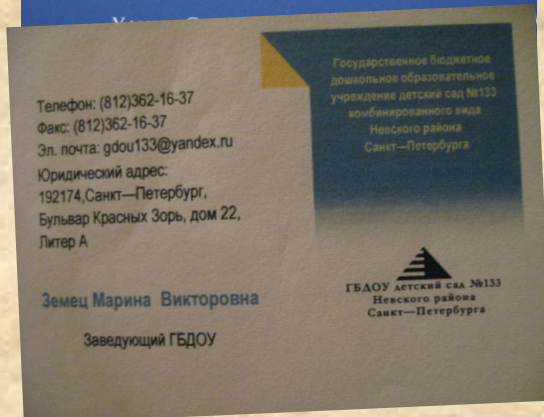 Телефон: (812)362-16-37
Факс: (812)362-16-37
Эл. почта: gdou133@yandex.ru
Юридический адрес:
192174,Санкт—Петербург,
Бульвар Красных Зорь, дом 22,
Литер А
Земец Марина Викторовна
Заведующий ГБДОУ
Государственное бюджетное
дошкольное образовательное
учреждение детский сад №133
комбинированного вида
Невского района
Санкт—Петербурга
ГБДОУ детский сад №133
Невского района
Санкт—Петербурга